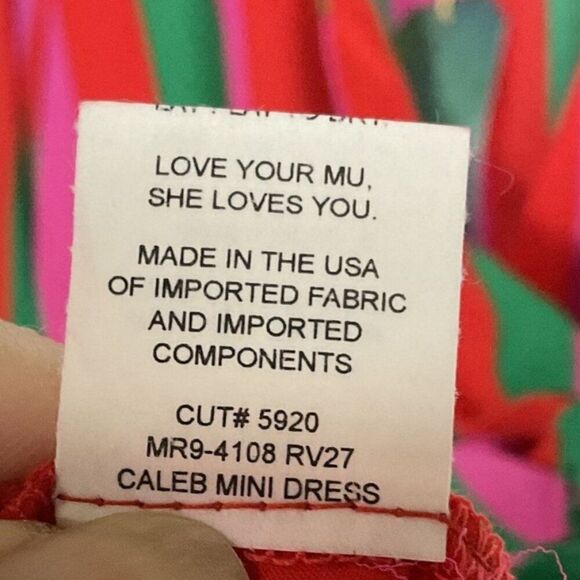 LOVE YOUR MU,
SHE LOVES YOU.
MADE IN THE USA
OF IMPORTED FABRIC
AND IMPORTED
COMPONENTS
CUT# 5920
MR9-4108 RV27
CALEB MINI DRESS